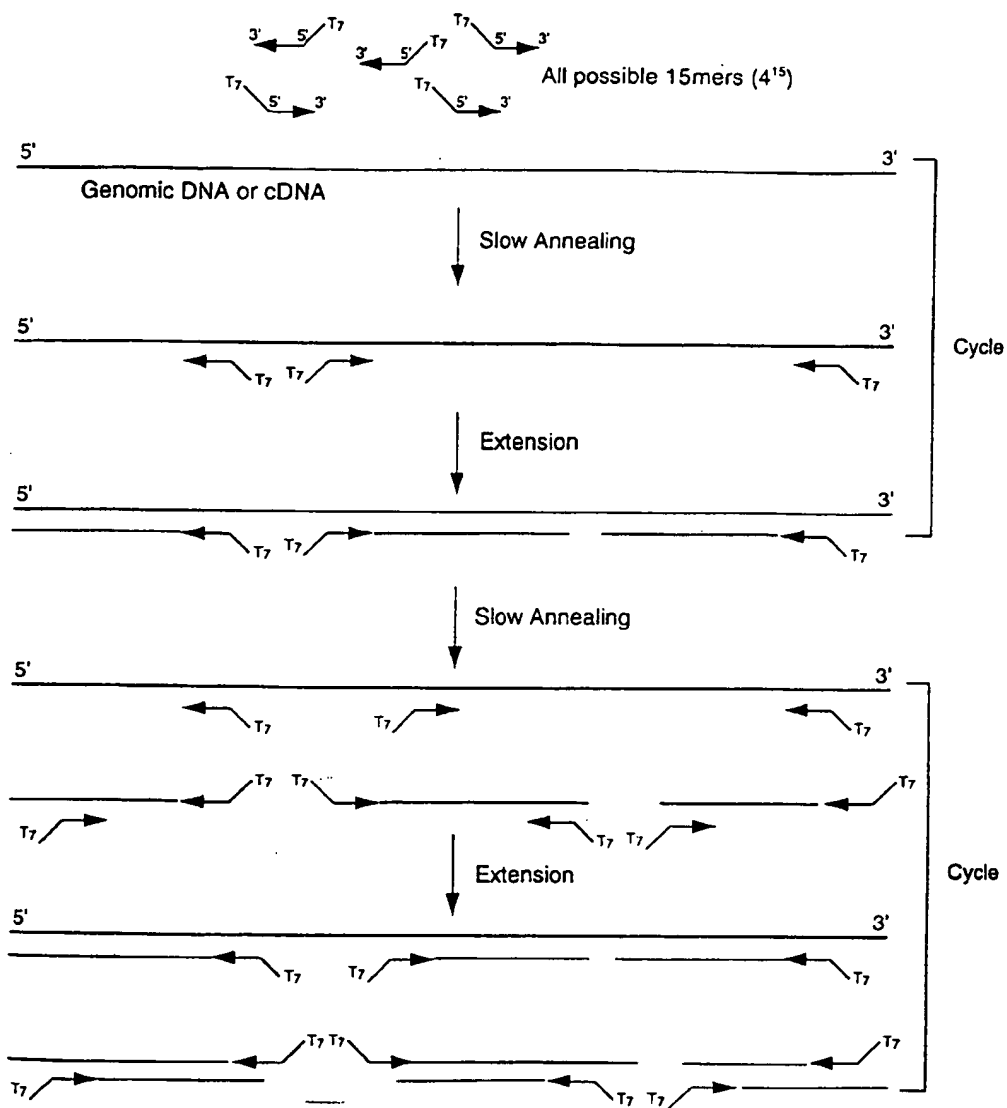 T7
3' 5'
T7
3' 5'
T7
5' 3'
All possible 15mers (4¹⁵)
T7
5' 3'
5' 3'
5' 3'
Genomic DNA or cDNA
Slow Annealing
5' 3'
T7 T7 T7
Cycle
Extension
5' 3'
T7 T7 T7
Slow Annealing
5' 3'
T7 T7 T7
T7 T7 T7
T7 T7 T7
Extension
Cycle
5' 3'
T7 T7 T7
T7 T7 T7
T7 T7 T7